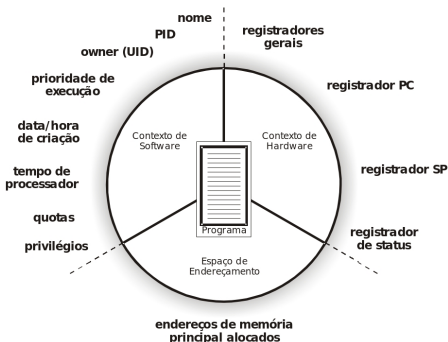 nome
PID
owner (UID)
prioridade de
execução
data/hora
de criação
tempo de
processador
quotas
privilégios
registradores
gerais
registrador PC
registrador SP
registrador
de status
Contexto de
Software
Contexto de
Hardware
Programa
Espaço de
Endereçamento
endereços de memória
principal alocados